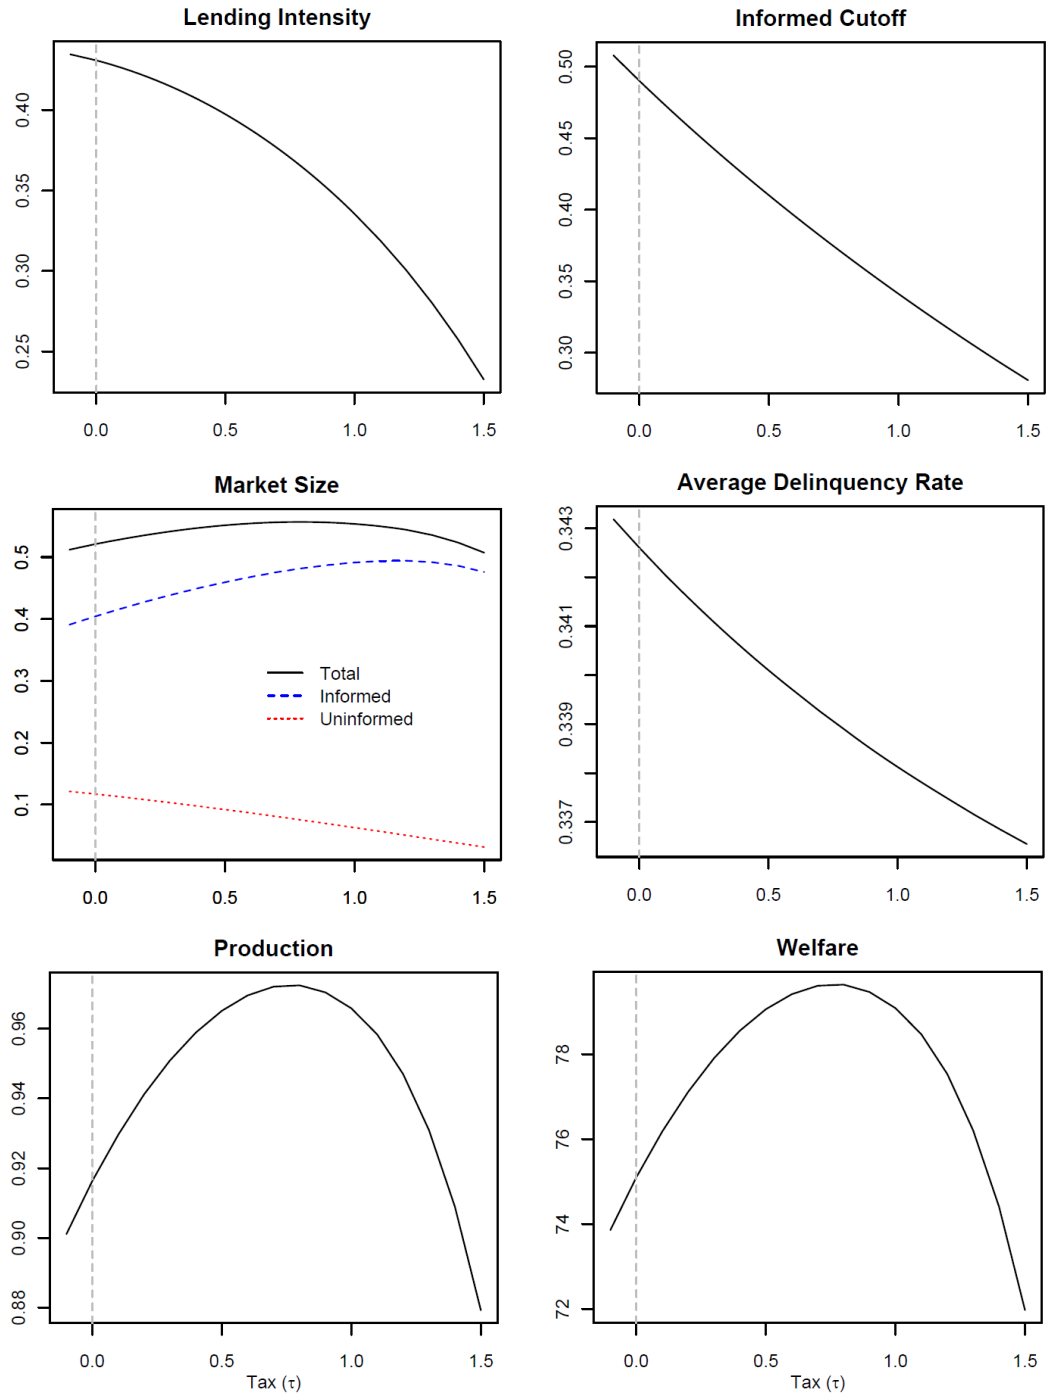 Lending Intensity
0.40
0.35
0.30
0.25
0.0 0.5 1.0 1.5
Informed Cutoff
0.50
0.45
0.40
0.35
0.30
0.0 0.5 1.0 1.5
Market Size
0.5
0.4
0.3
0.2
0.1
Total
Informed
Uninformed
0.0 0.5 1.0 1.5
Average Delinquency Rate
0.343
0.341
0.339
0.337
0.0 0.5 1.0 1.5
Production
0.96
0.94
0.92
0.90
0.88
0.0 0.5 1.0 1.5
Tax (τ)
Welfare
78
76
74
72
0.0 0.5 1.0 1.5
Tax (τ)